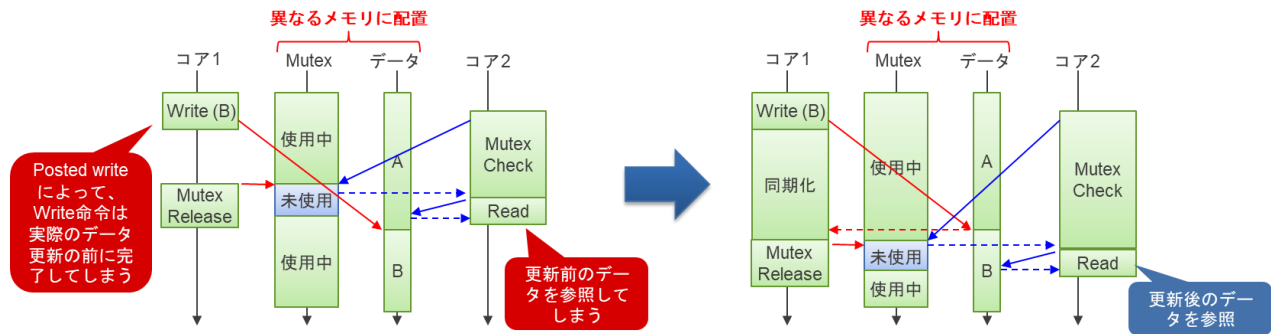 異なるメモリに配置
コア1
Mutex
データ
コア2
Write (B)
使用中
A
Mutex
Check
Posted write
によって、
Write命令は
実際のデータ
更新の前に完
了してしまう
Mutex
Release
未使用
Read
使用中
B
更新前のデー
タを参照して
しまう
異なるメモリに配置
コア1
Mutex
データ
コア2
Write (B)
同期化
使用中
A
Mutex
Check
Mutex
Release
未使用
B
Read
使用中
更新後のデー
タを参照